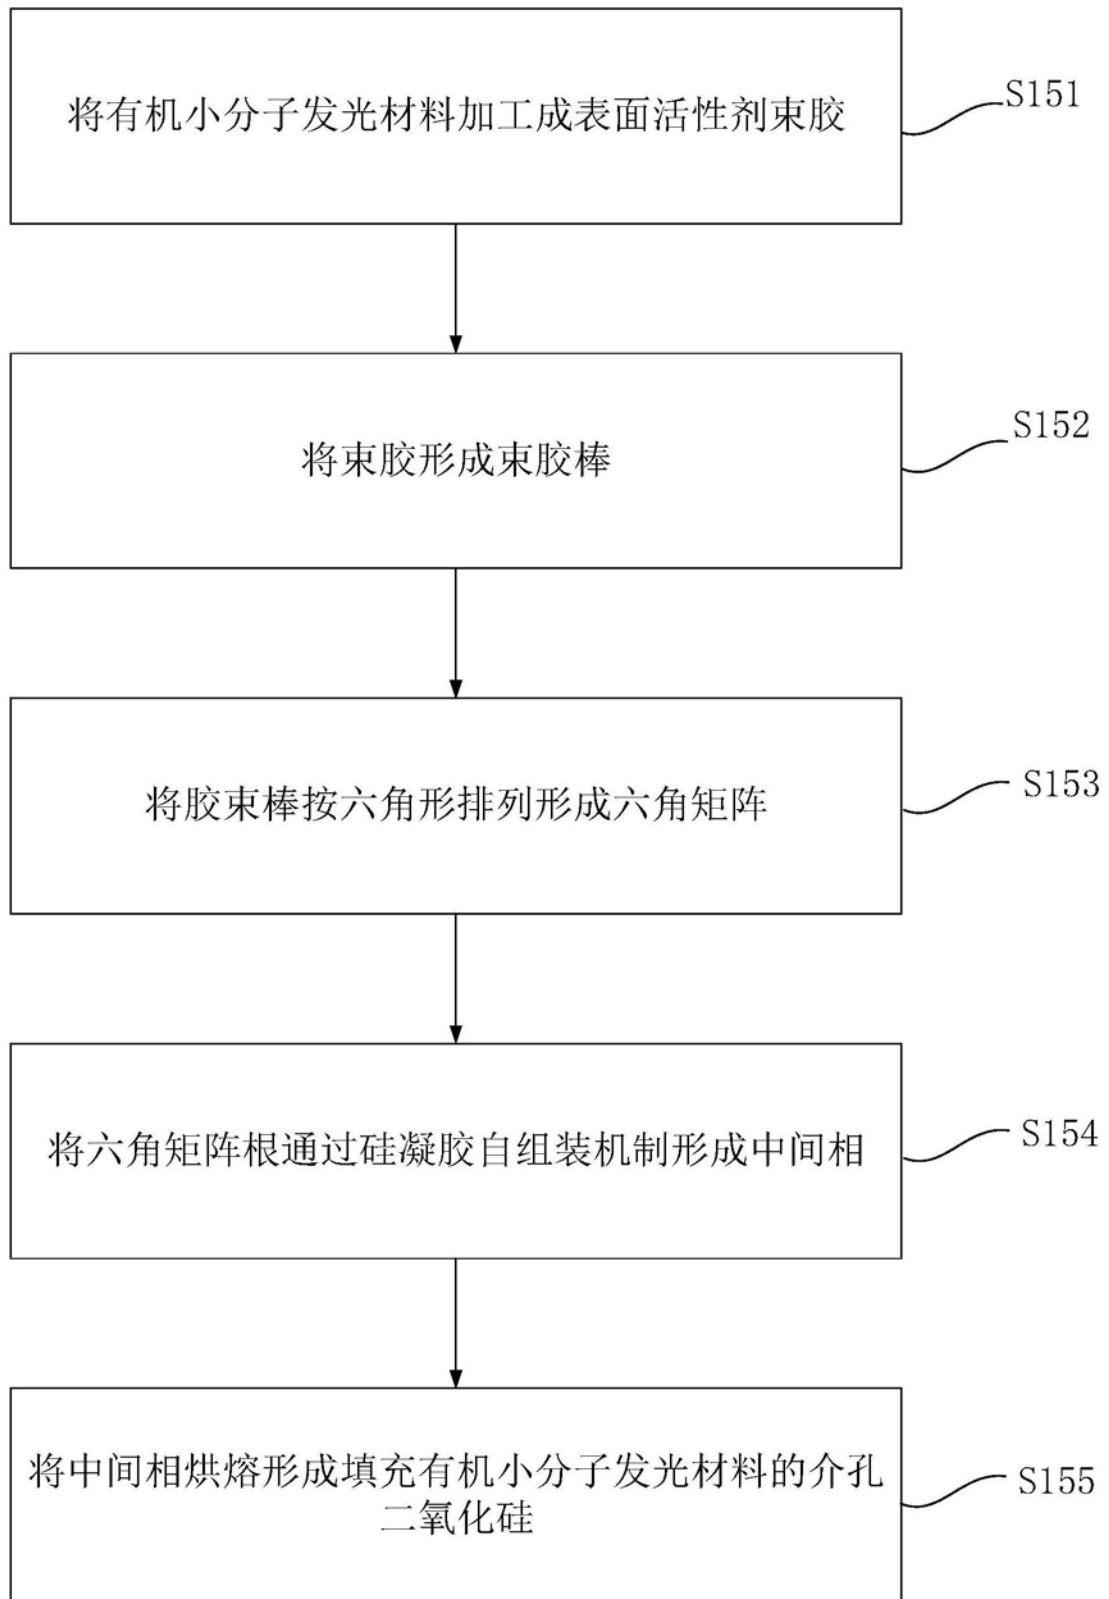 将有机小分子发光材料加工成表面活性剂束胶
S151
将束胶形成束胶棒
S152
将胶束棒按六角形排列形成六角矩阵
S153
将六角矩阵根通过硅凝胶自组装机制形成中间相
S154
将中间相烘熔形成填充有机小分子发光材料的介孔
二氧化硅
S155